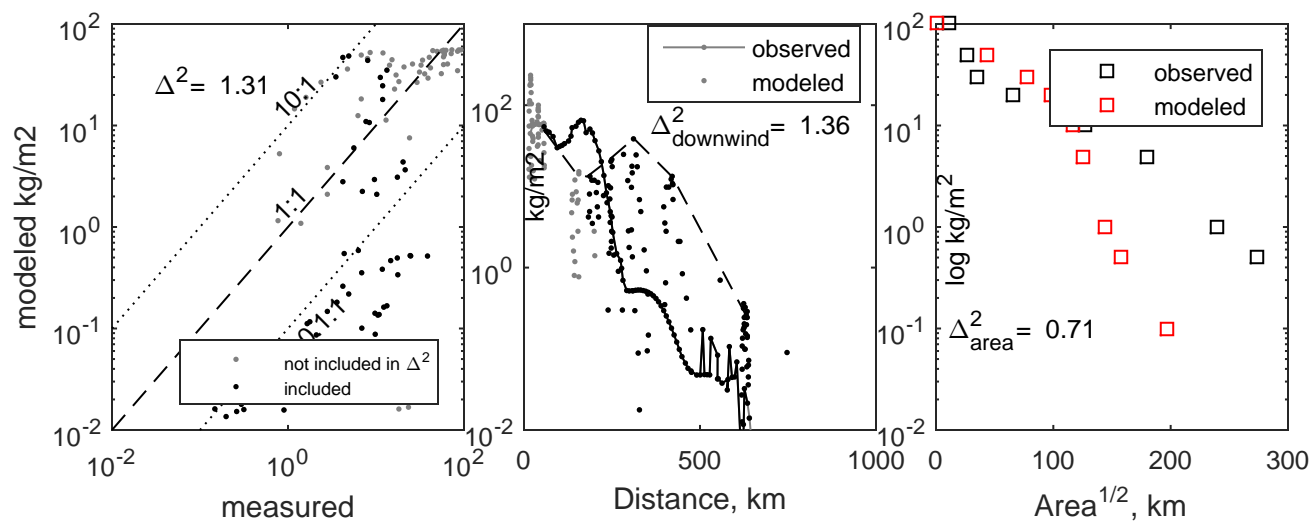 10^2
10^1
10^0
10^-1
10^-2
modeled kg/m2
Δ^2= 1.31
10:1
1:1
0.1:1
not included in Δ^2
included
10^-2
10^0
10^2
measured
10^2
10^0
10^-2
kg/m2
observed
modeled
Δ^2_downwind= 1.36
0
500
1000
Distance, km
10^2
10^1
10^0
10^-1
10^-2
log kg/m^2
observed
modeled
Δ^2_area= 0.71
0
100
200
300
Area^1/2, km